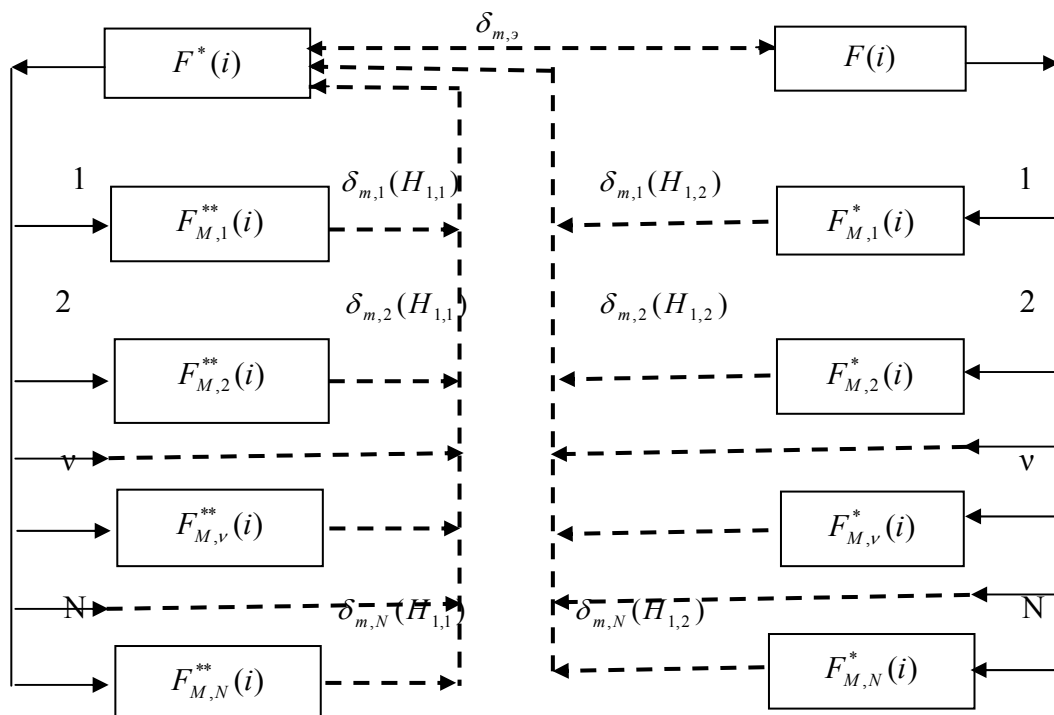 δ_{m,э}
F^{*}(i)
F(i)
1 δ_{m,1}(H_{1,1}) δ_{m,1}(H_{1,2}) 1
F^{**}_{M,1}(i) F^{*}_{M,1}(i)
2 δ_{m,2}(H_{1,1}) δ_{m,2}(H_{1,2}) 2
F^{**}_{M,2}(i) F^{*}_{M,2}(i)
ν ν
F^{**}_{M,ν}(i) F^{*}_{M,ν}(i)
N δ_{m,N}(H_{1,1}) δ_{m,N}(H_{1,2}) N
F^{**}_{M,N}(i) F^{*}_{M,N}(i)